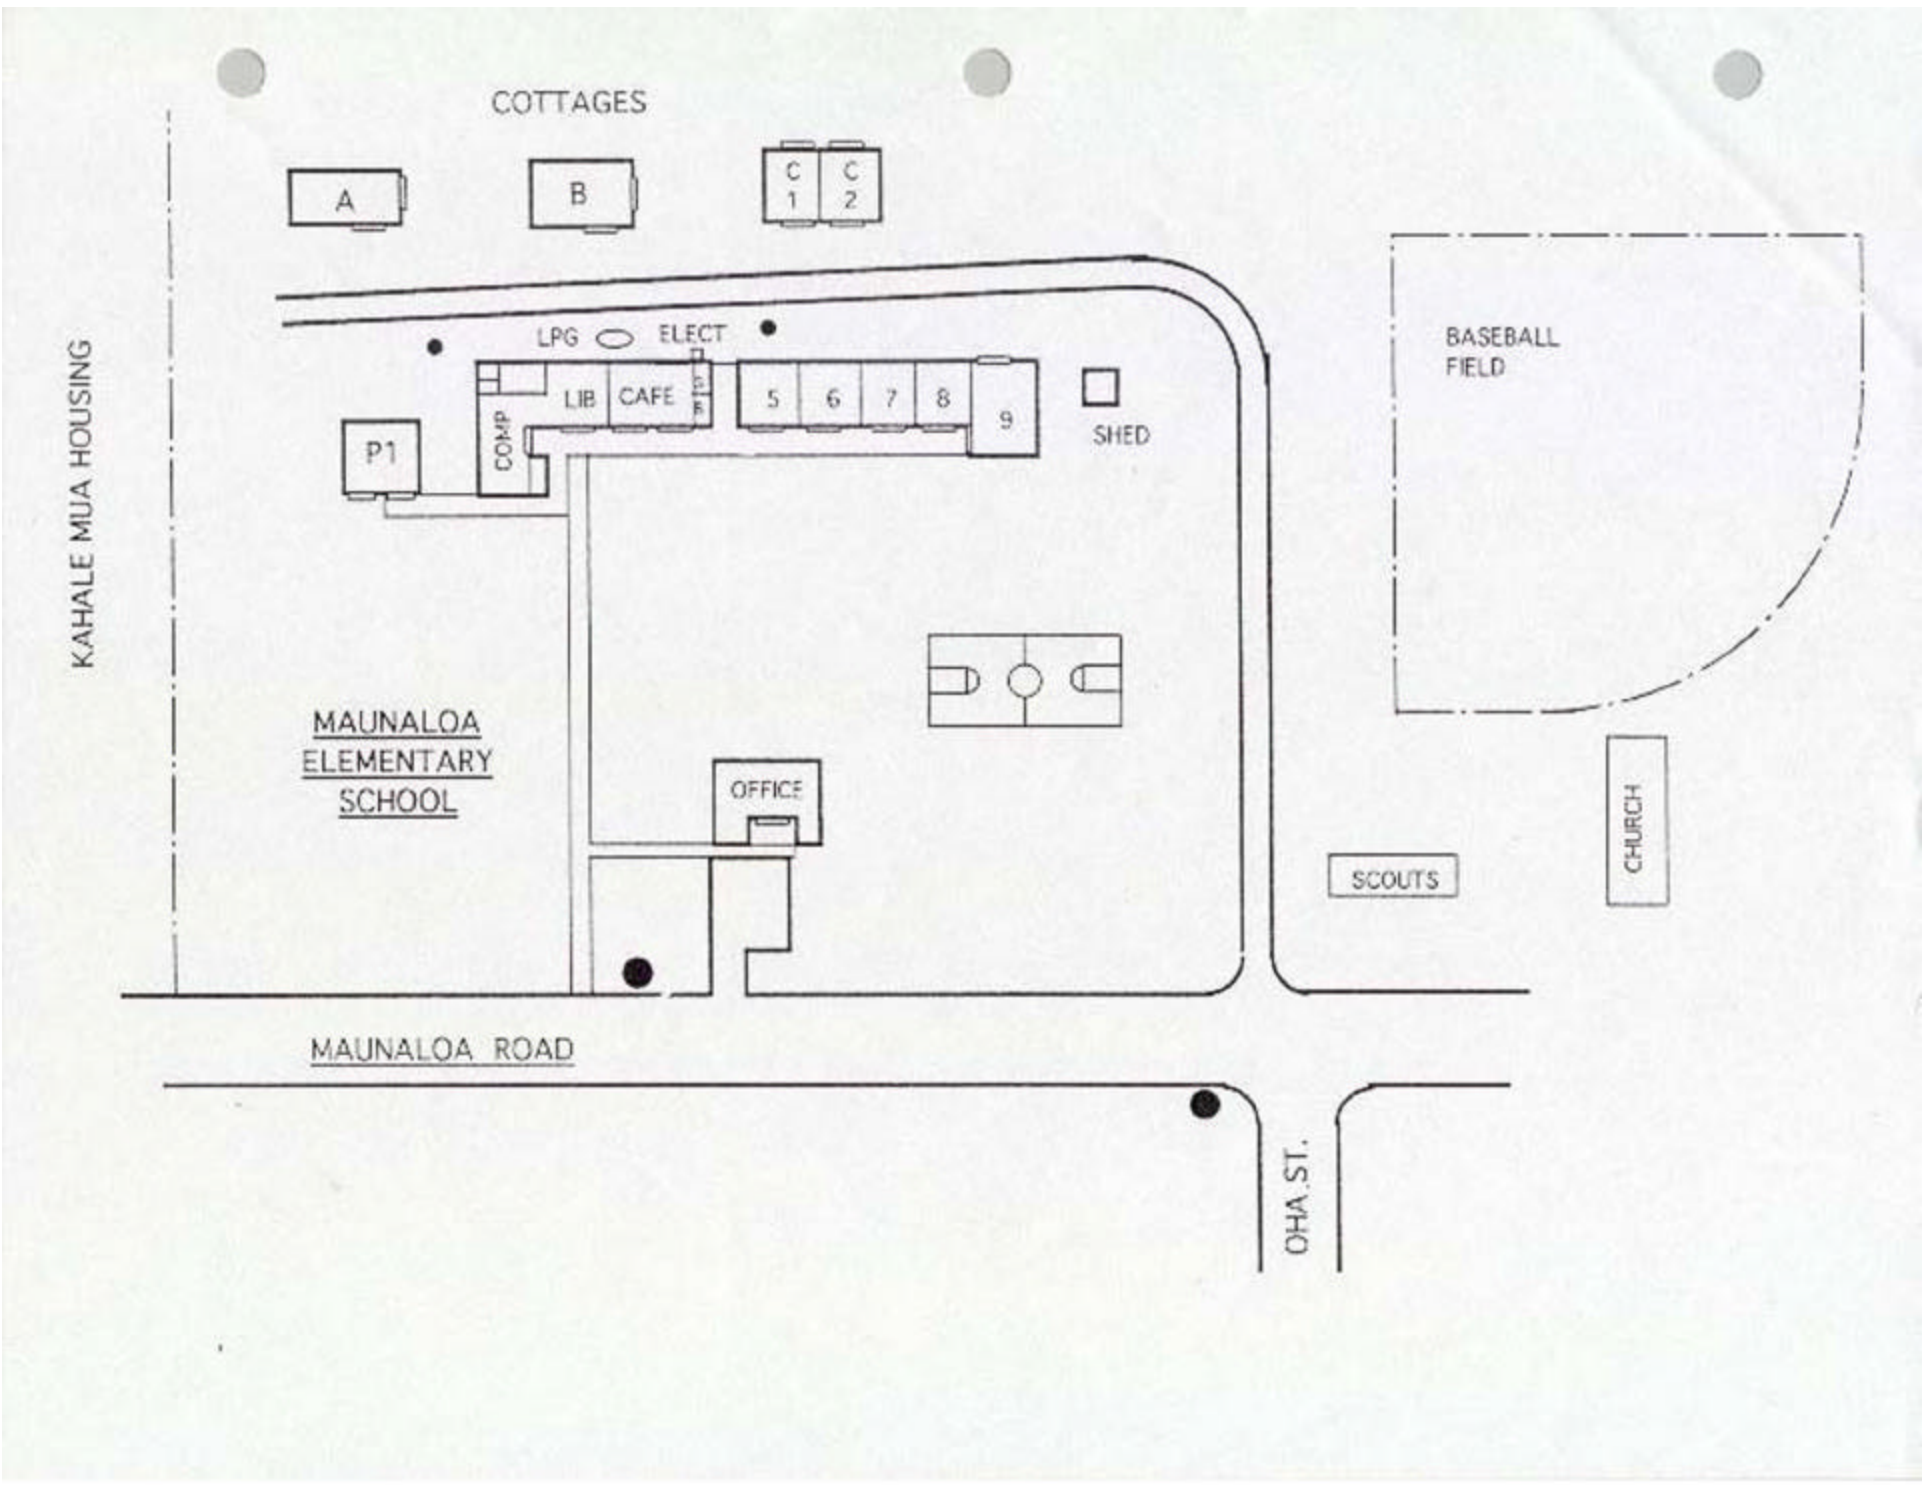 COTTAGES
A
B
C
1
C
2
LPG
ELECT
LIB
CAFE
COMP
P1
5
6
7
8
9
SHED
BASEBALL
FIELD
KAHALE MUA HOUSING
MAUNALOA
ELEMENTARY
SCHOOL
OFFICE
SCOUTS
CHURCH
MAUNALOA ROAD
OHA ST.